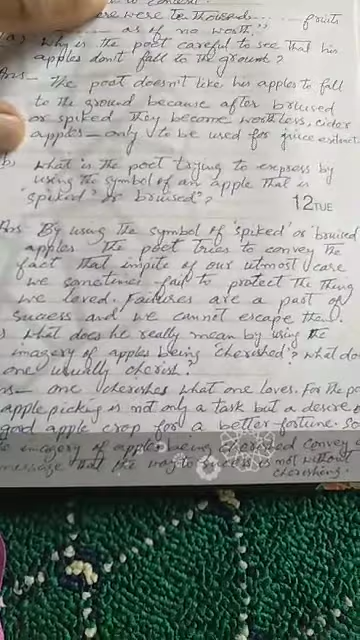 ere were ten thousand fruits
as of no worth"
a) Why is the poet careful to see that his
apples don't fall to the ground?
Ans- The poet doesn't like his apples to fall
to the ground because after bruised
or spiked they become worthless, cider
apples - only to be used for juice
b) What is the poet trying to express by
using the symbol of an apple that is
'spiked' or bruised"?
12 TUE
Ans: By using the symbol of 'spiked' or bruised
apples the poet tries to convey the
fact that inspite of our utmost care
we sometimes fail to protect the thing
we loved. Failures are a part of
success and we cannot escape them.
What does he really mean by using the
imagery of apples being cherished? What do
one usually cherish?
ns- One cherishes what one loves. For the po
apple picking is not only a task but a desire
good apple crop for a better fortune. So
e imagery of apples being cherished convey
message that the way to success is not without
cherishing.